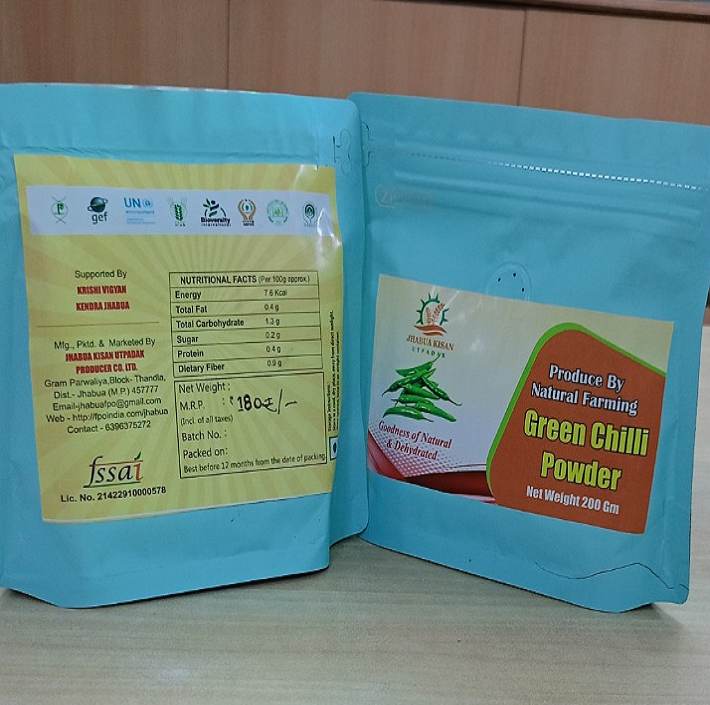 gef
UN
environment
Bioversity
International
Supported By
KRISHI VIGYAN
KENDRA JHABUA
Mfg., Pktd. & Marketed By
JHABUA KISAN UTPADAK
PRODUCER CO. LTD.
Gram Parwaliya,Block- Thandla,
Dist.- Jhabua (M.P.) 457777
Email-jhabuafpo@gmail.com
Web - http://fpoindia.com/jhabua
Contact - 6396375272
fssai
Lic. No. 21422910000578
NUTRITIONAL FACTS (Per 100g approx.)
Energy 7.6 Kcal
Total Fat 0.4 g
Total Carbohydrate 1.3 g
Sugar 0.2 g
Protein 0.4 g
Dietary Fiber 0.9 g
Net Weight :
M.R.P. : ₹ 180/-
(Incl. of all taxes)
Batch No. :
Packed on:
Best before 12 months from the date of packing.
JHABUA KISAN
UTPADAK
Goodness of Natural
& Dehydrated
Produce By
Natural Farming
Green Chilli
Powder
Net Weight 200 Gm